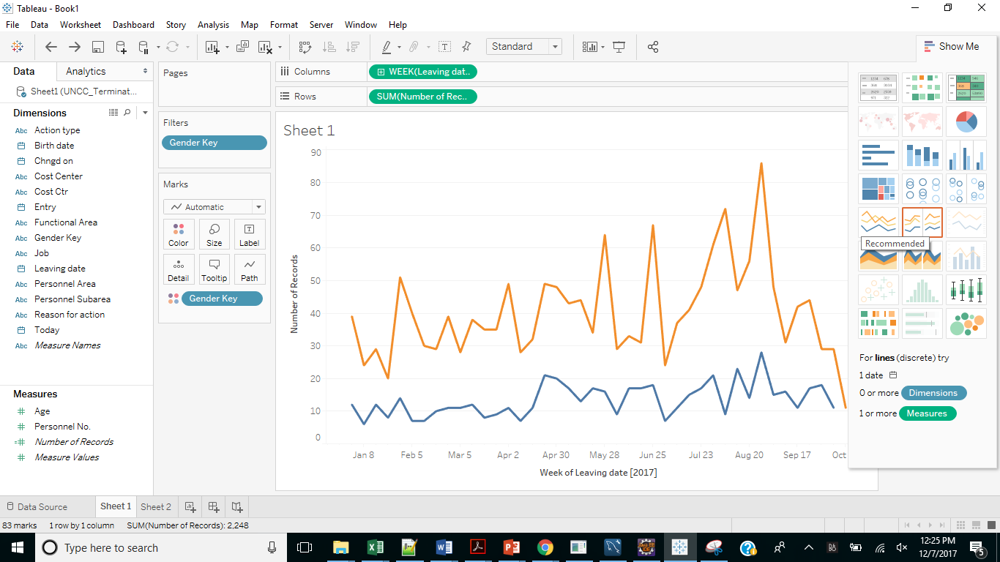 Tableau - Book1
File Data Worksheet Dashboard Story Analysis Map Format Server Window Help
Standard
Show Me
Data Analytics
Sheet1 (UNCC_Terminat...
Dimensions
Abc Action type
Birth date
Chngd on
Abc Cost Center
Abc Cost Ctr
Entry
Abc Functional Area
Abc Gender Key
Abc Job
Leaving date
Abc Personnel Area
Abc Personnel Subarea
Abc Reason for action
Today
Abc Measure Names
Measures
# Age
# Personnel No.
=# Number of Records
# Measure Values
Pages
Filters
Gender Key
Marks
Automatic
Color Size Label
Detail Tooltip Path
Gender Key
Columns WEEK(Leaving dat..
Rows SUM(Number of Rec..
Sheet 1
Number of Records
90
80
70
60
50
40
30
20
10
0
Jan 8 Feb 5 Mar 5 Apr 2 Apr 30 May 28 Jun 25 Jul 23 Aug 20 Sep 17 Oct
Week of Leaving date [2017]
Recommended
For lines (discrete) try
1 date
0 or more Dimensions
1 or more Measures
Data Source Sheet 1 Sheet 2
83 marks 1 row by 1 column SUM(Number of Records): 2,248
Type here to search
12:25 PM
12/7/2017
5